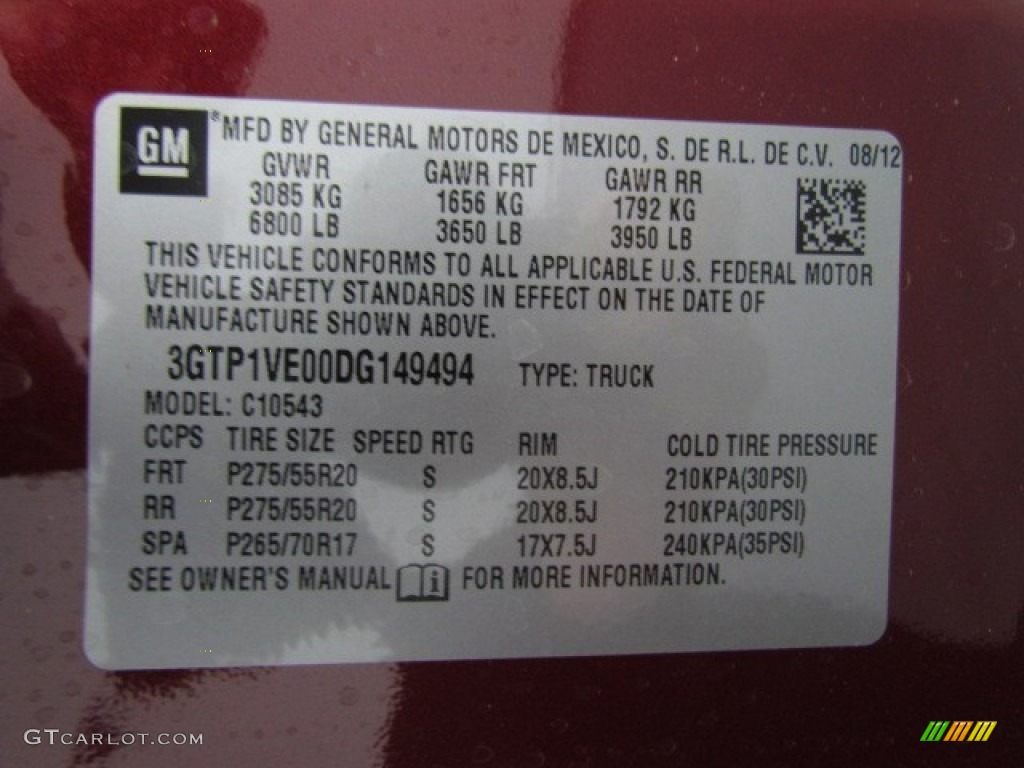 GM ® MFD BY GENERAL MOTORS DE MEXICO, S. DE R.L. DE C.V. 08/12
GVWR GAWR FRT GAWR RR
3085 KG 1656 KG 1792 KG
6800 LB 3650 LB 3950 LB
THIS VEHICLE CONFORMS TO ALL APPLICABLE U.S. FEDERAL MOTOR
VEHICLE SAFETY STANDARDS IN EFFECT ON THE DATE OF
MANUFACTURE SHOWN ABOVE.
3GTP1VE00DG149494 TYPE: TRUCK
MODEL: C10543
CCPS TIRE SIZE SPEED RTG RIM COLD TIRE PRESSURE
FRT P275/55R20 S 20X8.5J 210KPA(30PSI)
RR P275/55R20 S 20X8.5J 210KPA(30PSI)
SPA P265/70R17 S 17X7.5J 240KPA(35PSI)
SEE OWNER'S MANUAL i FOR MORE INFORMATION.
GTCARLOT.COM